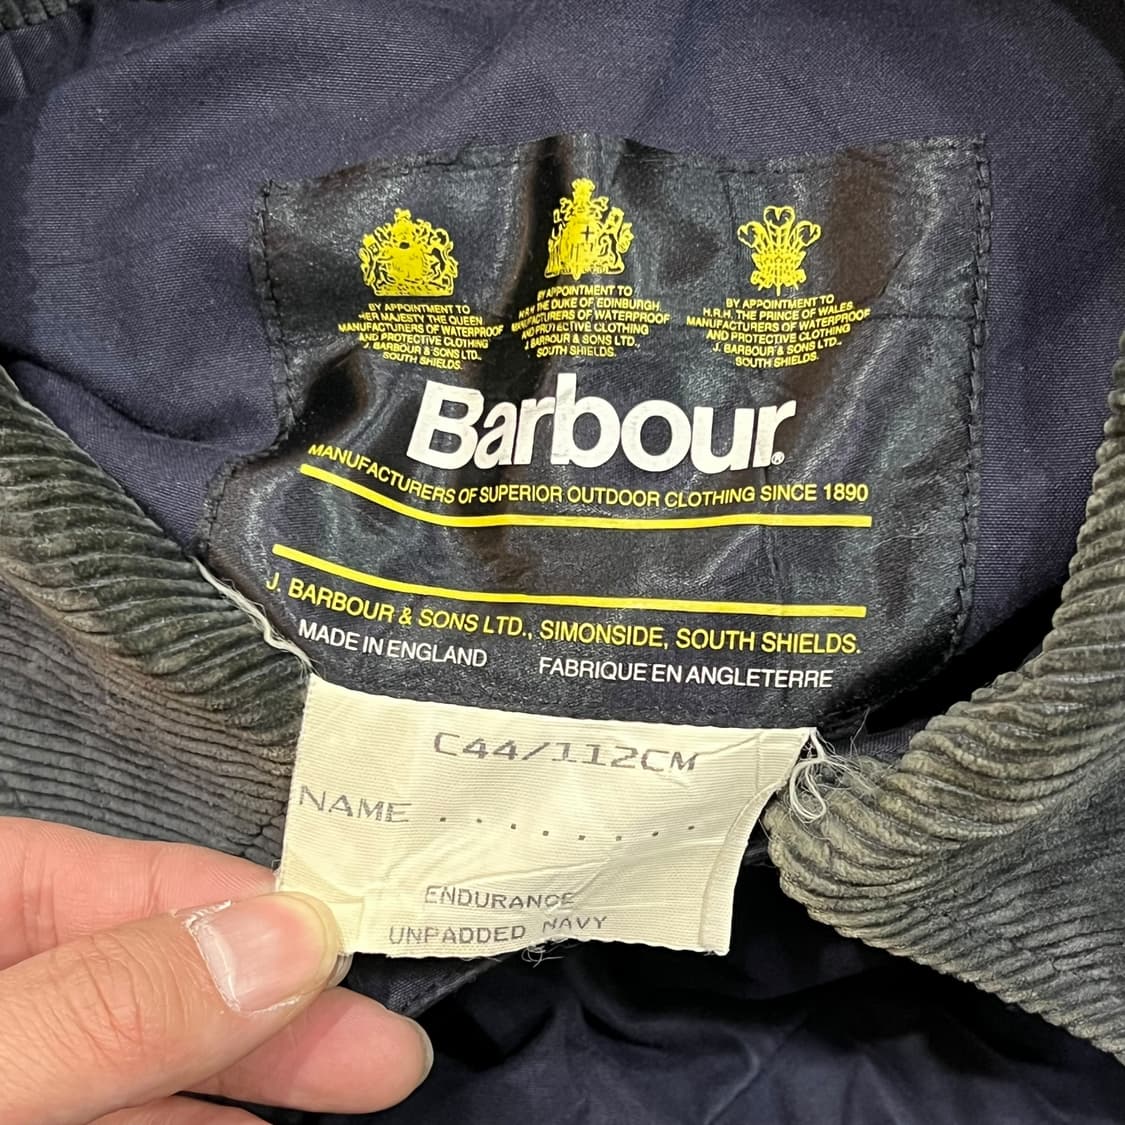 BY APPOINTMENT TO
HER MAJESTY THE QUEEN
MANUFACTURERS OF WATERPROOF
AND PROTECTIVE CLOTHING
J. BARBOUR & SONS LTD.,
SOUTH SHIELDS.
BY APPOINTMENT TO
H.R.H. THE DUKE OF EDINBURGH
MANUFACTURERS OF WATERPROOF
AND PROTECTIVE CLOTHING
J. BARBOUR & SONS LTD.,
SOUTH SHIELDS.
BY APPOINTMENT TO
H.R.H. THE PRINCE OF WALES
MANUFACTURERS OF WATERPROOF
AND PROTECTIVE CLOTHING
J. BARBOUR & SONS LTD.,
SOUTH SHIELDS.
Barbour®
MANUFACTURERS OF SUPERIOR OUTDOOR CLOTHING SINCE 1890
J. BARBOUR & SONS LTD., SIMONSIDE, SOUTH SHIELDS.
MADE IN ENGLAND FABRIQUE EN ANGLETERRE
C44/112CM
NAME ........
ENDURANCE
UNPADDED NAVY